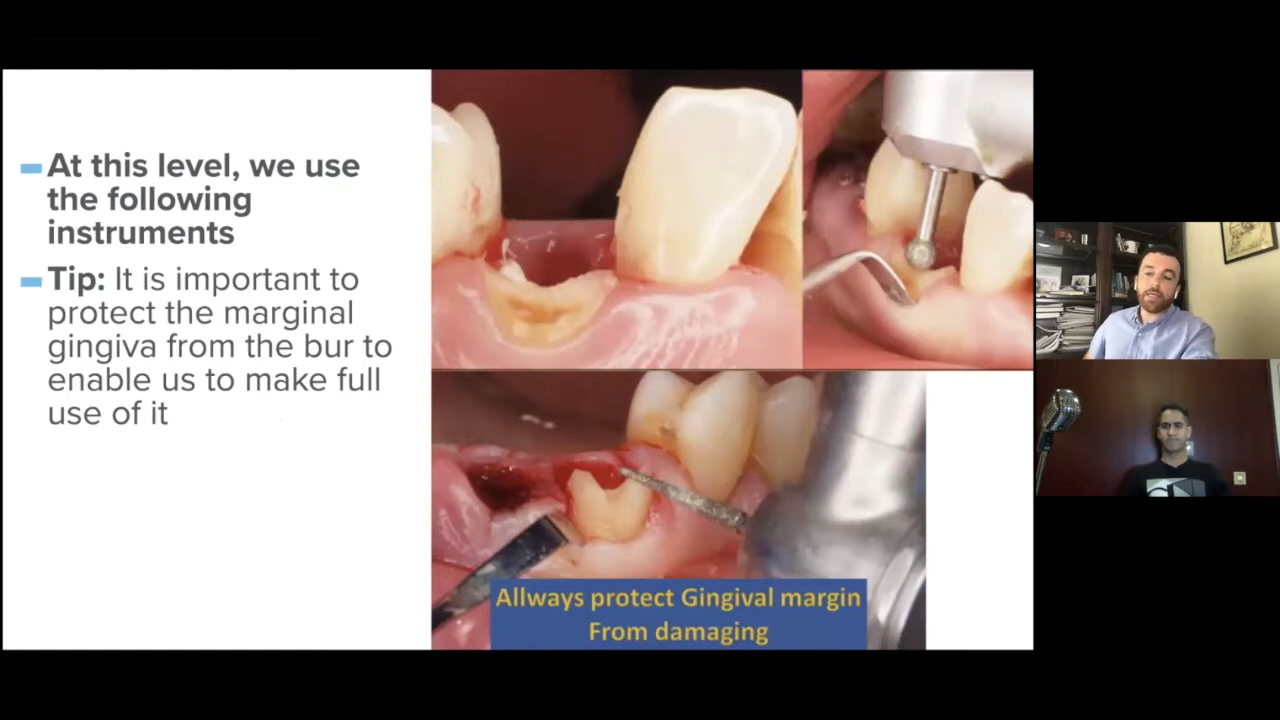 At this level, we use
the following
instruments
Tip: It is important to
protect the marginal
gingiva from the bur to
enable us to make full
use of it
Allways protect Gingival margin
From damaging